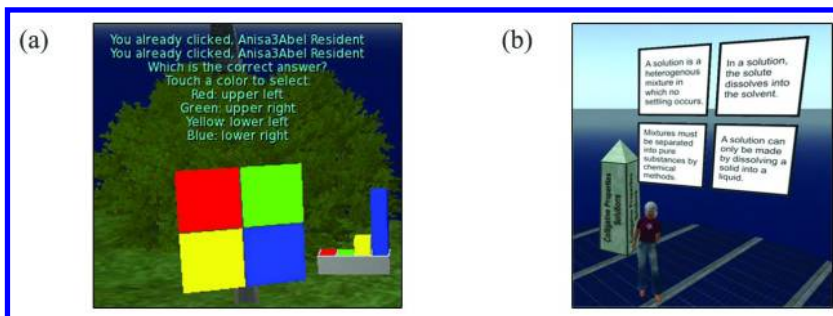 (a)
You already clicked, Anisa3Abel Resident
You already clicked, Anisa3Abel Resident
Which is the correct answer?
Touch a color to select:
Red: upper left
Green: upper right
Yellow lower left
Blue: lower right
(b)
A solution is a
heterogenous
mixture in
which no
settling occurs.
In a solution,
the solute
dissolves into
the solvent.
Mixtures must
be separated
into pure
substances by
chemical
methods.
A solution can
only be made
by dissolving a
solid into a
liquid.
Colligative Properties
Solutions